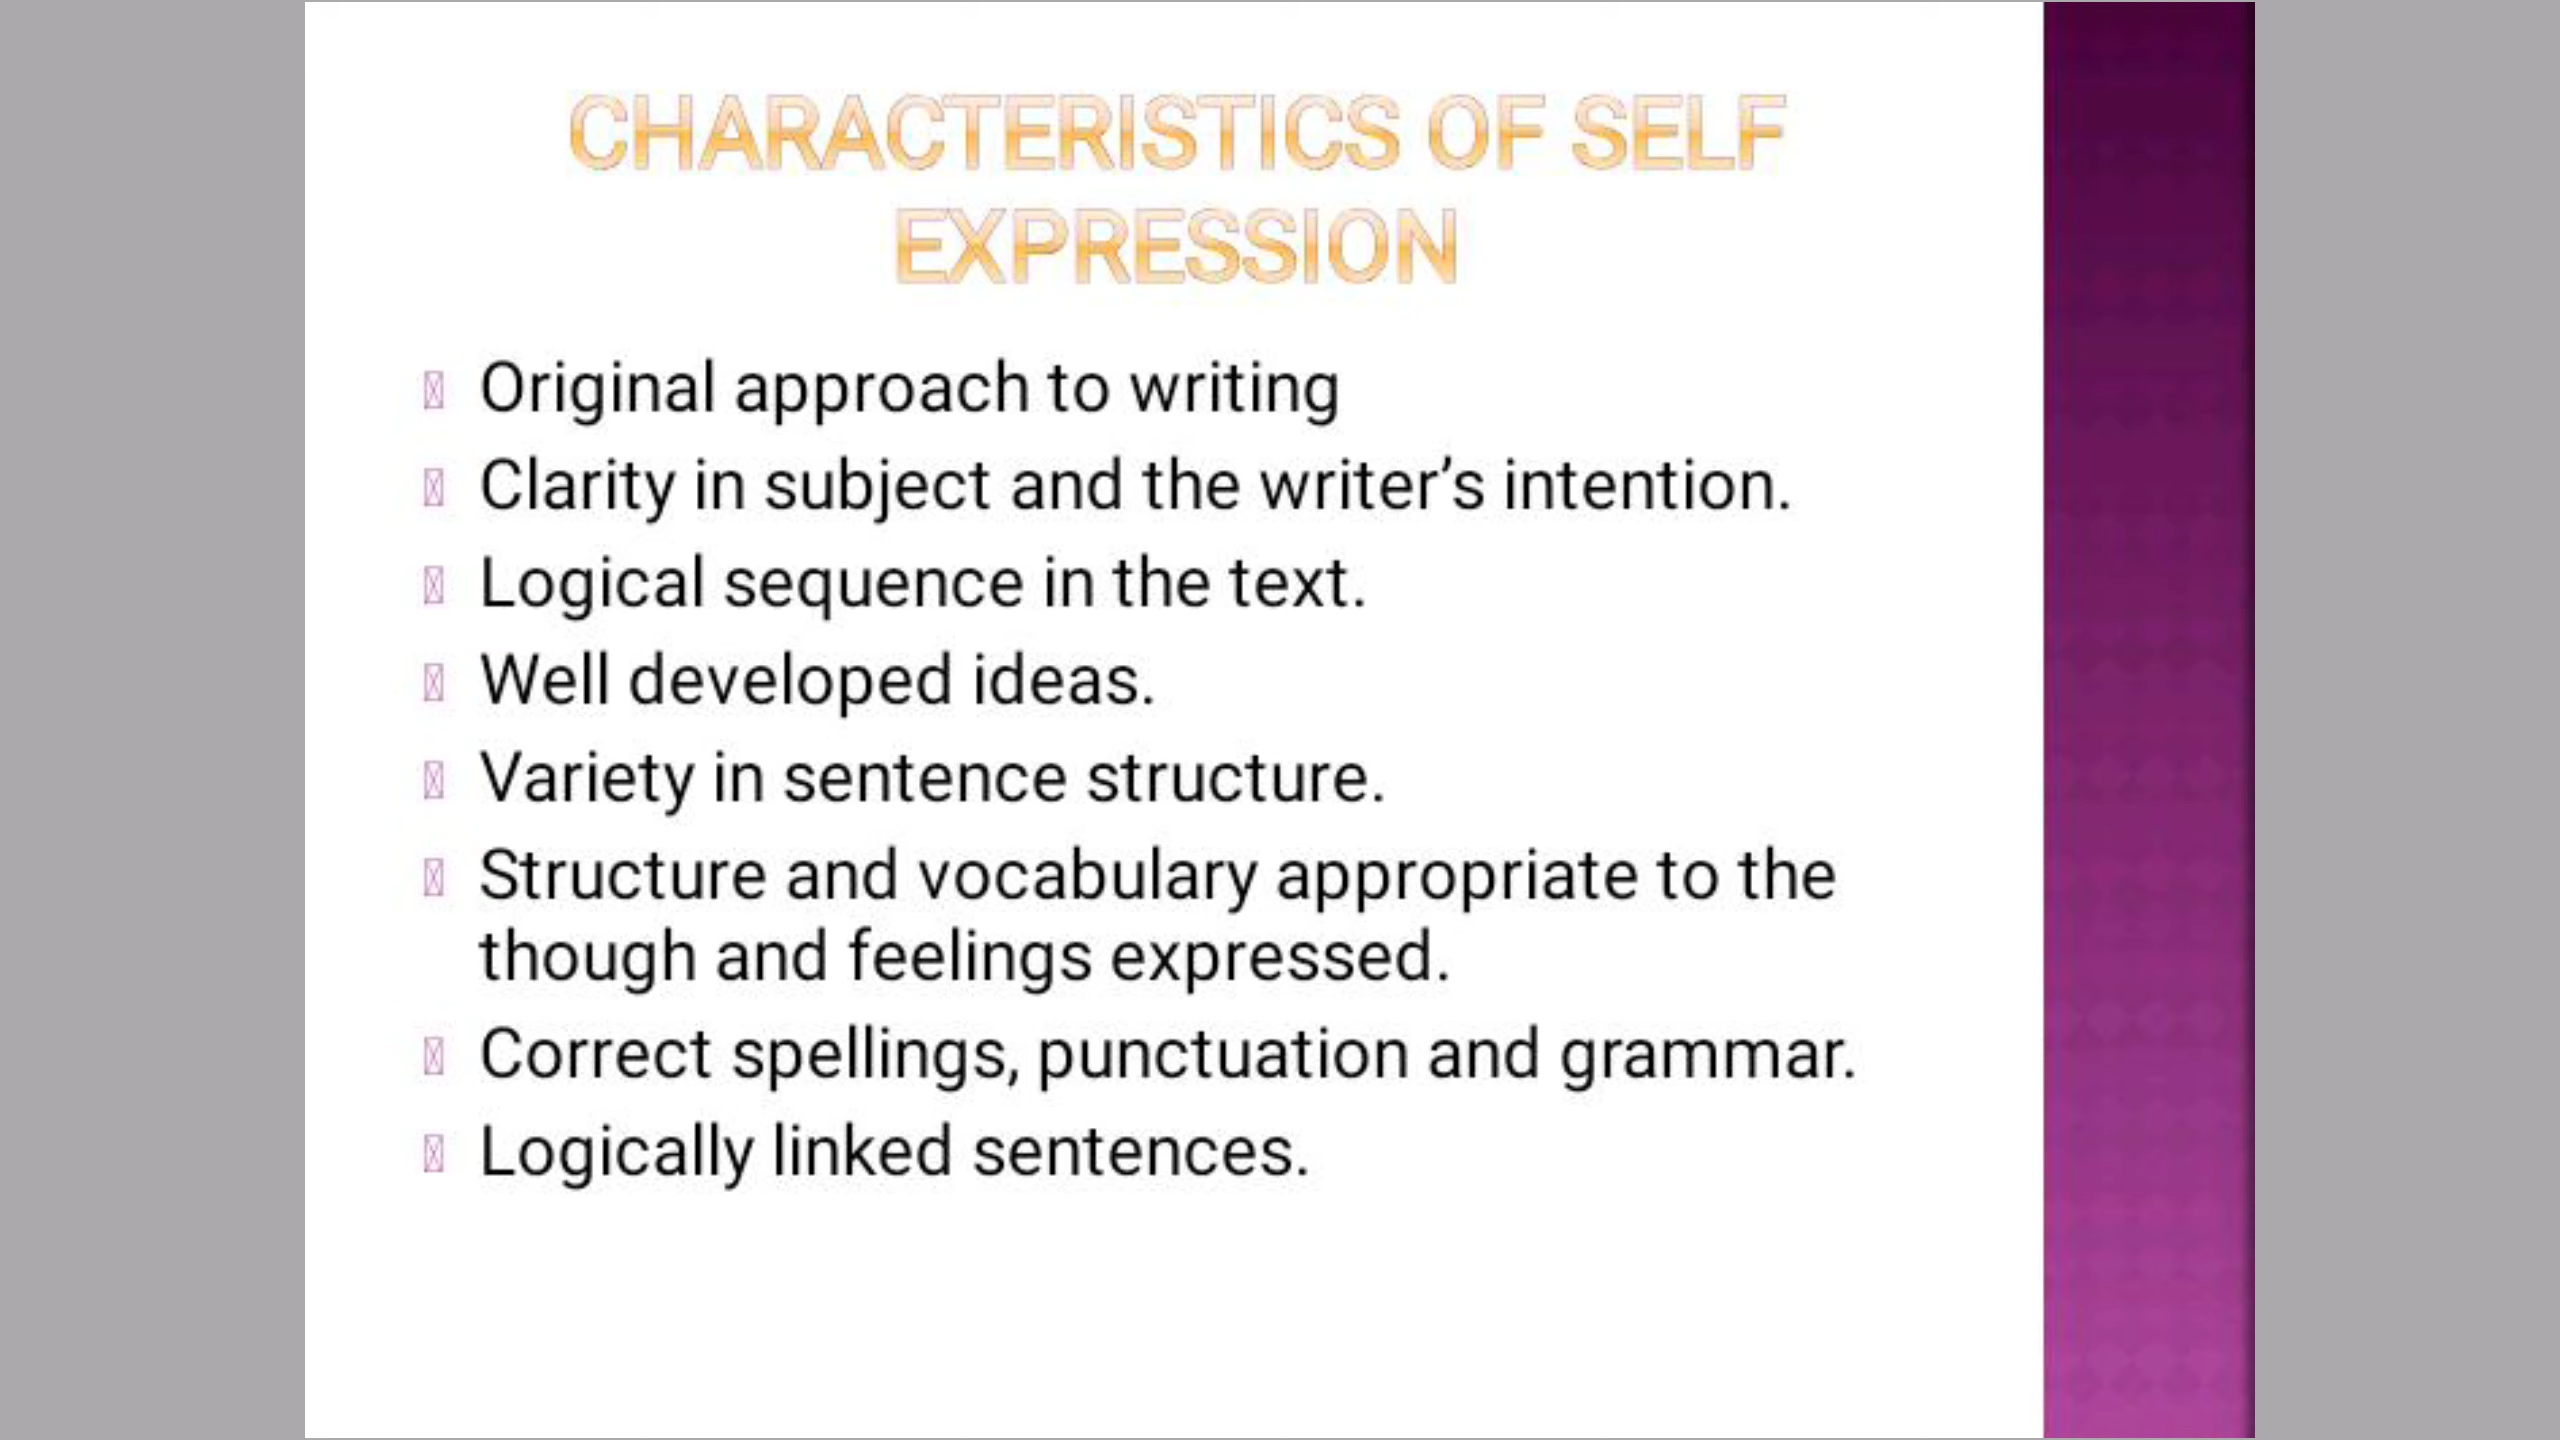 CHARACTERISTICS OF SELF
EXPRESSION
Original approach to writing
Clarity in subject and the writer’s intention.
Logical sequence in the text.
Well developed ideas.
Variety in sentence structure.
Structure and vocabulary appropriate to the
though and feelings expressed.
Correct spellings, punctuation and grammar.
Logically linked sentences.